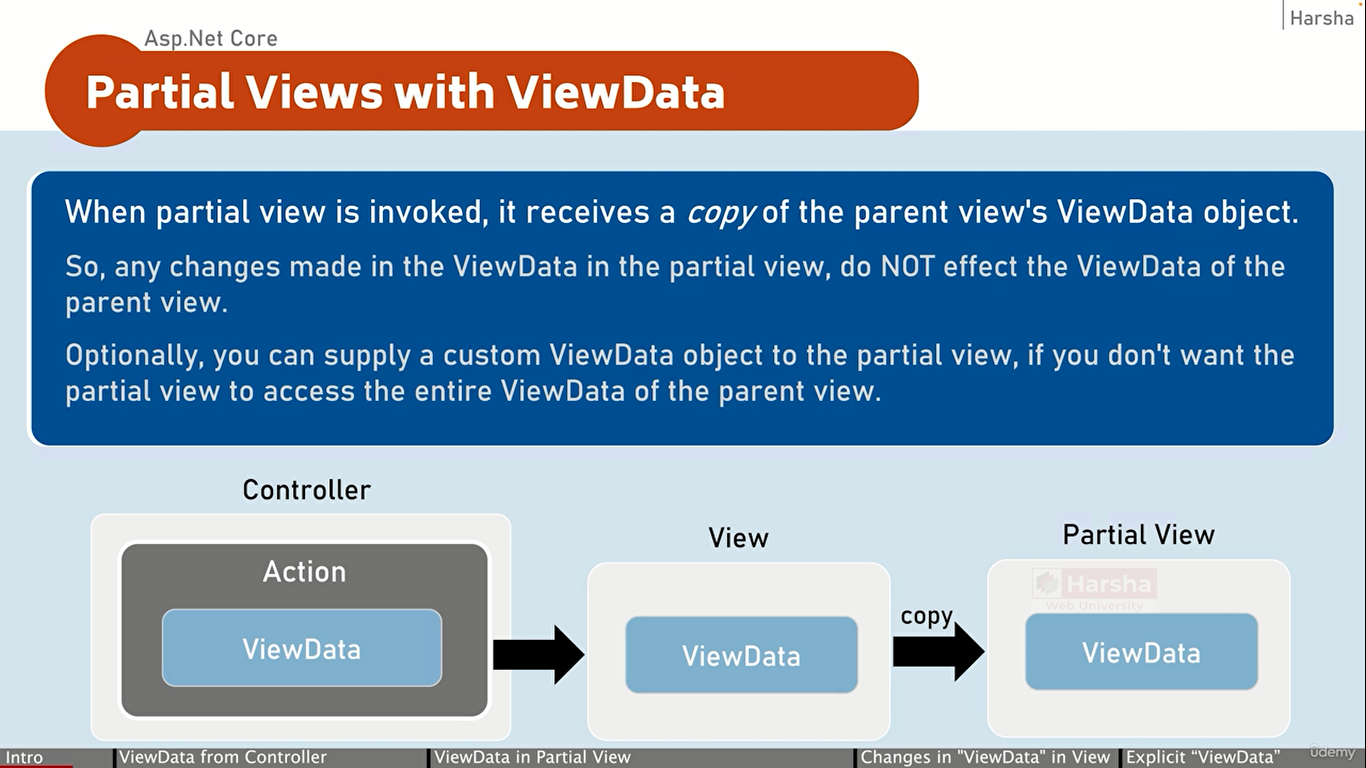 Harsha
Asp.Net Core
Partial Views with ViewData
When partial view is invoked, it receives a copy of the parent view's ViewData object.
So, any changes made in the ViewData in the partial view, do NOT effect the ViewData of the
parent view.
Optionally, you can supply a custom ViewData object to the partial view, if you don't want the
partial view to access the entire ViewData of the parent view.
Controller
Action
ViewData
View
ViewData
copy
Partial View
Harsha
Web University
ViewData
Intro
ViewData from Controller
ViewData in Partial View
Changes in "ViewData" in View
Explicit “ViewData”
ûdemy